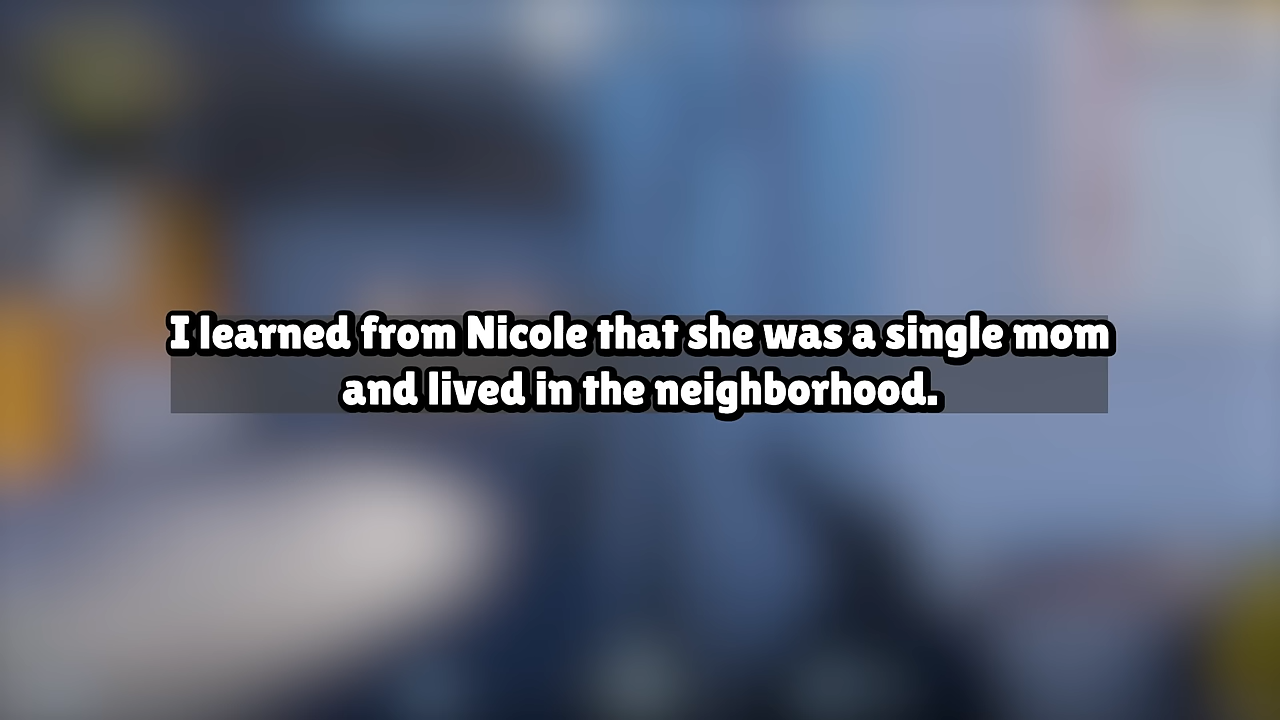 I learned from Nicole that she was a single mom
and lived in the neighborhood.